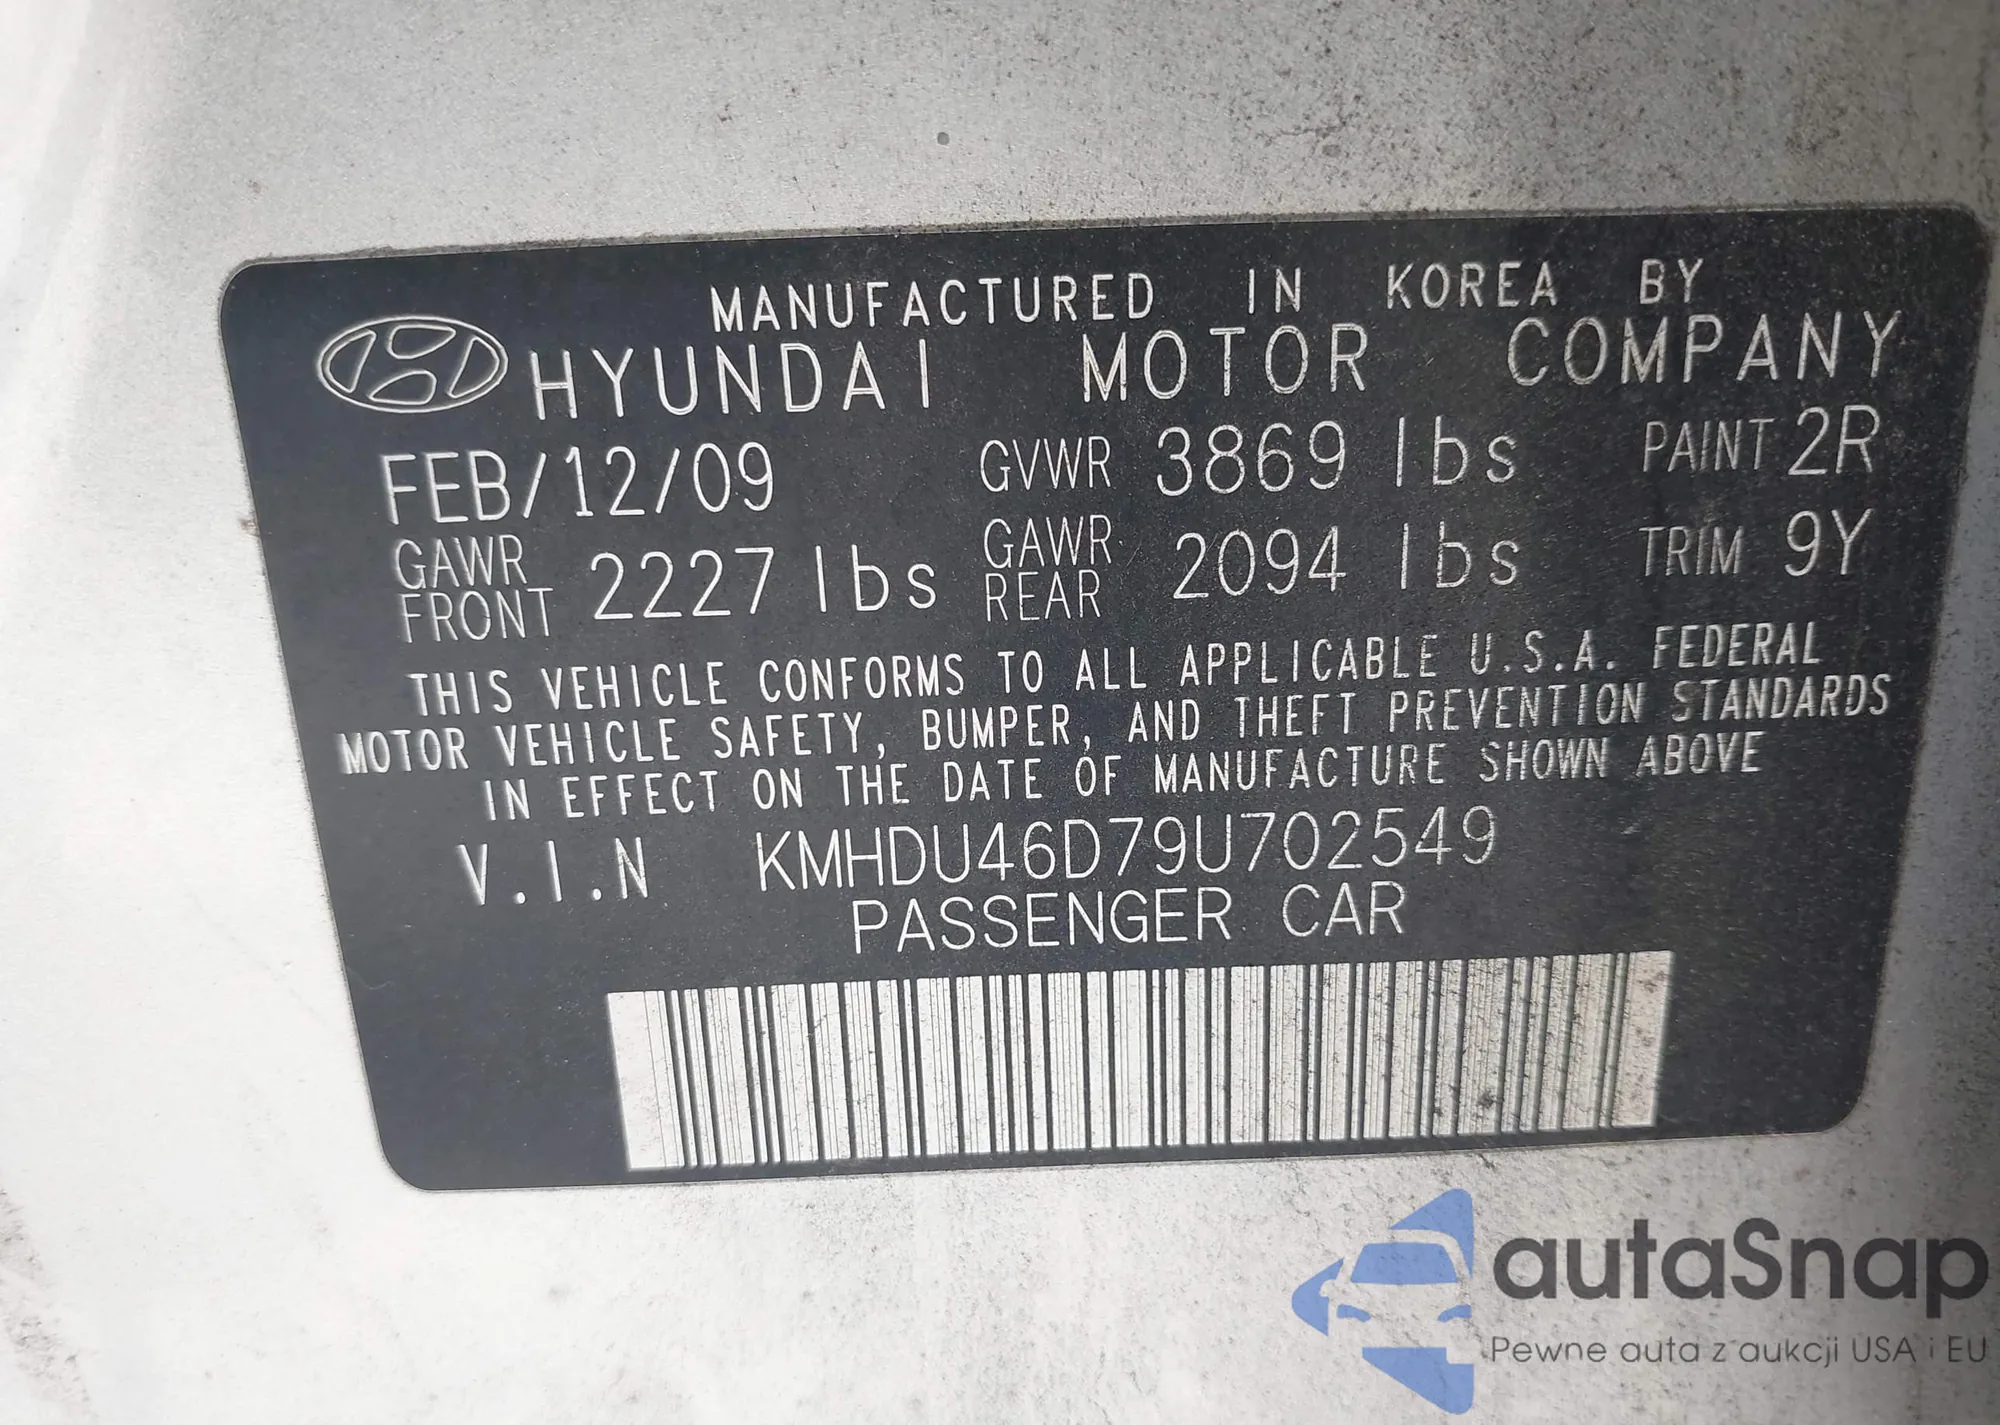 MANUFACTURED IN KOREA BY
HYUNDAI MOTOR COMPANY
FEB/12/09 GVWR 3869 lbs PAINT 2R
GAWR FRONT 2227 lbs GAWR REAR 2094 lbs TRIM 9Y
THIS VEHICLE CONFORMS TO ALL APPLICABLE U.S.A. FEDERAL
MOTOR VEHICLE SAFETY, BUMPER, AND THEFT PREVENTION STANDARDS
IN EFFECT ON THE DATE OF MANUFACTURE SHOWN ABOVE
V.I.N KMHDU46D79U702549
PASSENGER CAR
autaSnap
Pewne auta z aukcji USA i EU